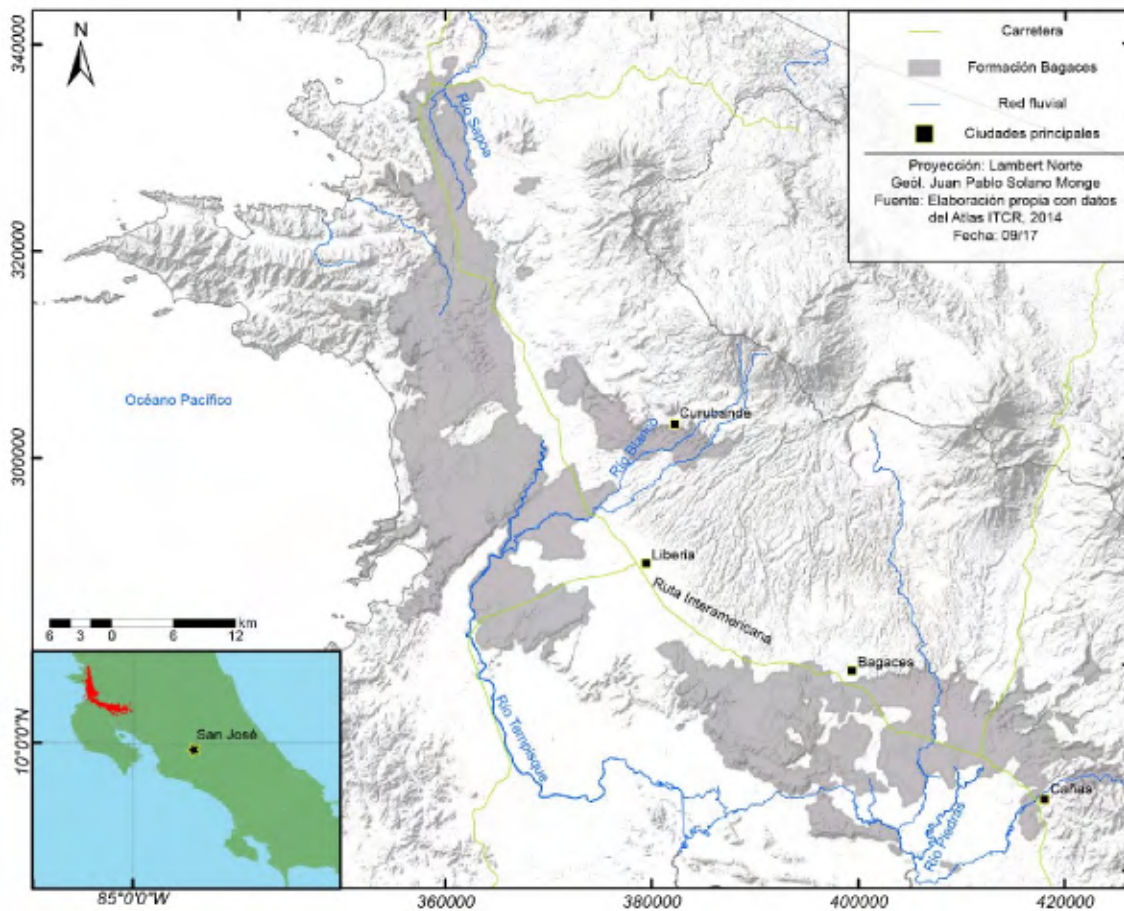 N
Carretera
Formación Bagaces
Red fluvial
Ciudades principales
Proyección: Lambert Norte
Geól. Juan Pablo Solano Monge
Fuente: Elaboración propia con datos
del Atlas ITCR, 2014
Fecha: 09/17
340000
320000
300000
10°0'0"N
Río Sapoa
Océano Pacífico
Curubande
Río Blanco
Liberia
Ruta Interamericana
Bagaces
Río Tempisque
Río Piedras
Cañas
6 3 0 6 12 km
San José
85°0'0"W
360000
380000
400000
420000